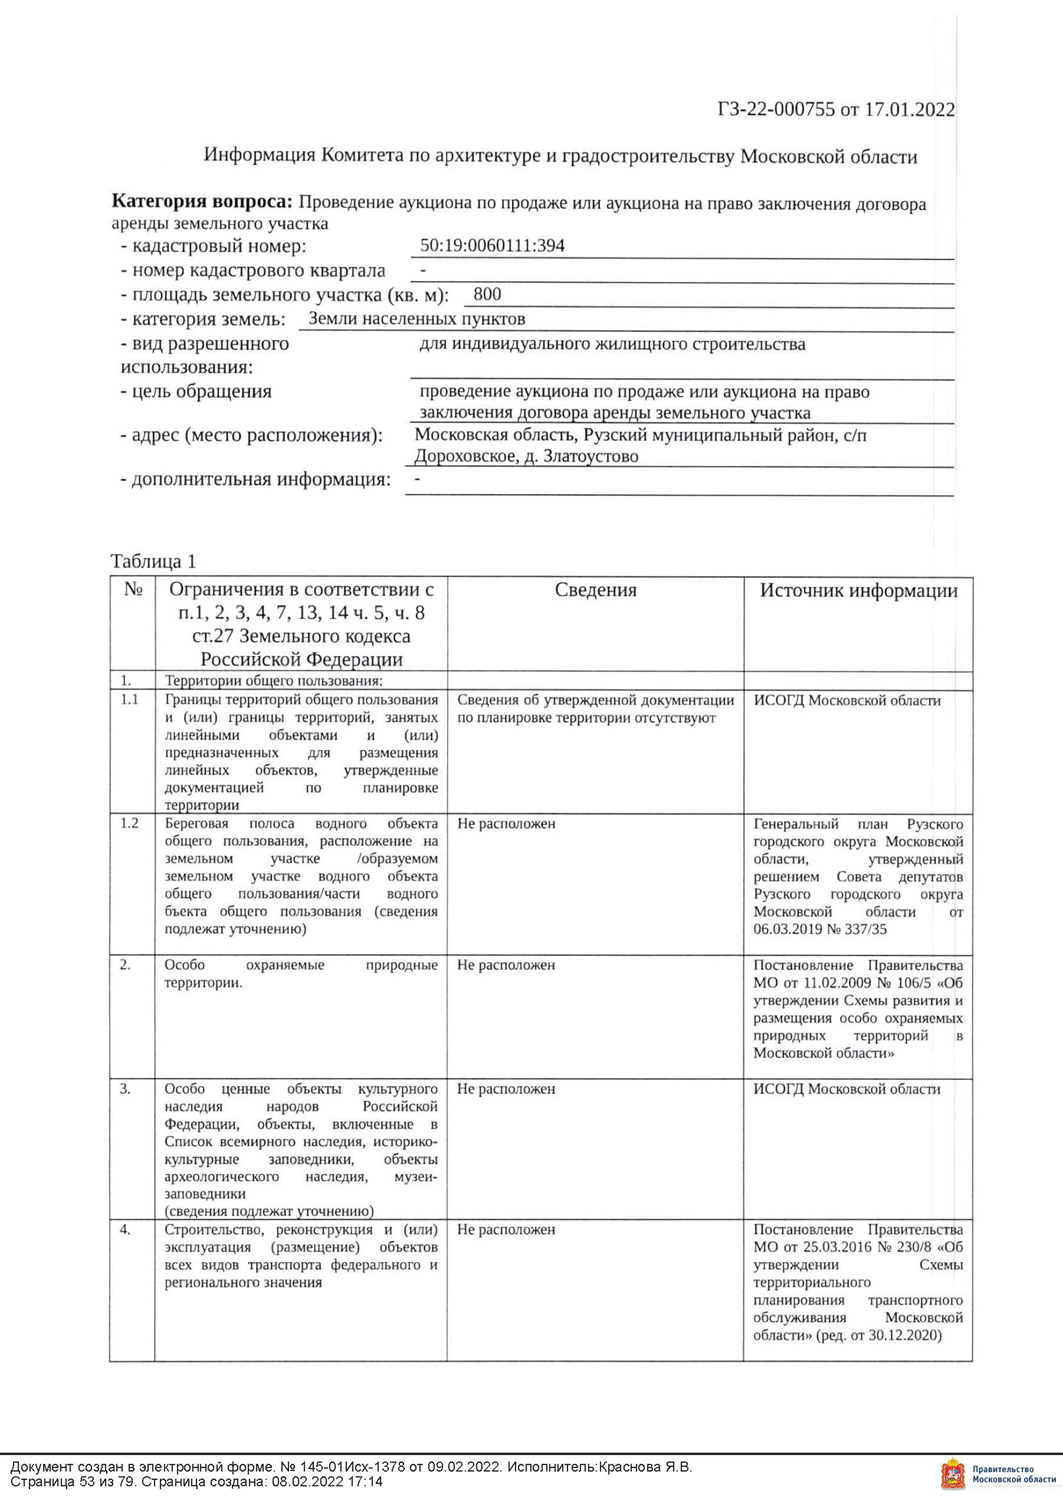 ГЗ-22-000755 от 17.01.2022
Информация Комитета по архитектуре и градостроительству Московской области
Категория вопроса: Проведение аукциона по продаже или аукциона на право заключения договора
аренды земельного участка
- кадастровый номер: 50:19:0060111:394
- номер кадастрового квартала -
- площадь земельного участка (кв. м): 800
- категория земель: Земли населенных пунктов
- вид разрешенного для индивидуального жилищного строительства
использования:
- цель обращения проведение аукциона по продаже или аукциона на право
заключения договора аренды земельного участка
- адрес (место расположения): Московская область, Рузский муниципальный район, с/п
Дороховское, д. Златоустово
- дополнительная информация: -
Таблица 1
№
Ограничения в соответствии с
п.1, 2, 3, 4, 7, 13, 14 ч. 5, ч. 8
ст.27 Земельного кодекса
Российской Федерации
Сведения
Источник информации
1.
Территории общего пользования:
1.1
Границы территорий общего пользования
и (или) границы территорий, занятых
линейными объектами и (или)
предназначенных для размещения
линейных объектов, утвержденные
документацией по планировке
территории
Сведения об утвержденной документации
по планировке территории отсутствуют
ИСОГД Московской области
1.2
Береговая полоса водного объекта
общего пользования, расположение на
земельном участке /образуемом
земельном участке водного объекта
общего пользования/части водного
бъекта общего пользования (сведения
подлежат уточнению)
Не расположен
Генеральный план Рузского
городского округа Московской
области, утвержденный
решением Совета депутатов
Рузского городского округа
Московской области от
06.03.2019 № 337/35
2.
Особо охраняемые природные
территории.
Не расположен
Постановление Правительства
МО от 11.02.2009 № 106/5 «Об
утверждении Схемы развития и
размещения особо охраняемых
природных территорий в
Московской области»
3.
Особо ценные объекты культурного
наследия народов Российской
Федерации, объекты, включенные в
Список всемирного наследия, историко-
культурные заповедники, объекты
археологического наследия, музеи-
заповедники
(сведения подлежат уточнению)
Не расположен
ИСОГД Московской области
4.
Строительство, реконструкция и (или)
эксплуатация (размещение) объектов
всех видов транспорта федерального и
регионального значения
Не расположен
Постановление Правительства
МО от 25.03.2016 № 230/8 «Об
утверждении Схемы
территориального
планирования транспортного
обслуживания Московской
области» (ред. от 30.12.2020)
Документ создан в электронной форме. № 145-01Исх-1378 от 09.02.2022. Исполнитель:Краснова Я.В.
Страница 53 из 79. Страница создана: 08.02.2022 17:14
Правительство
Московской области